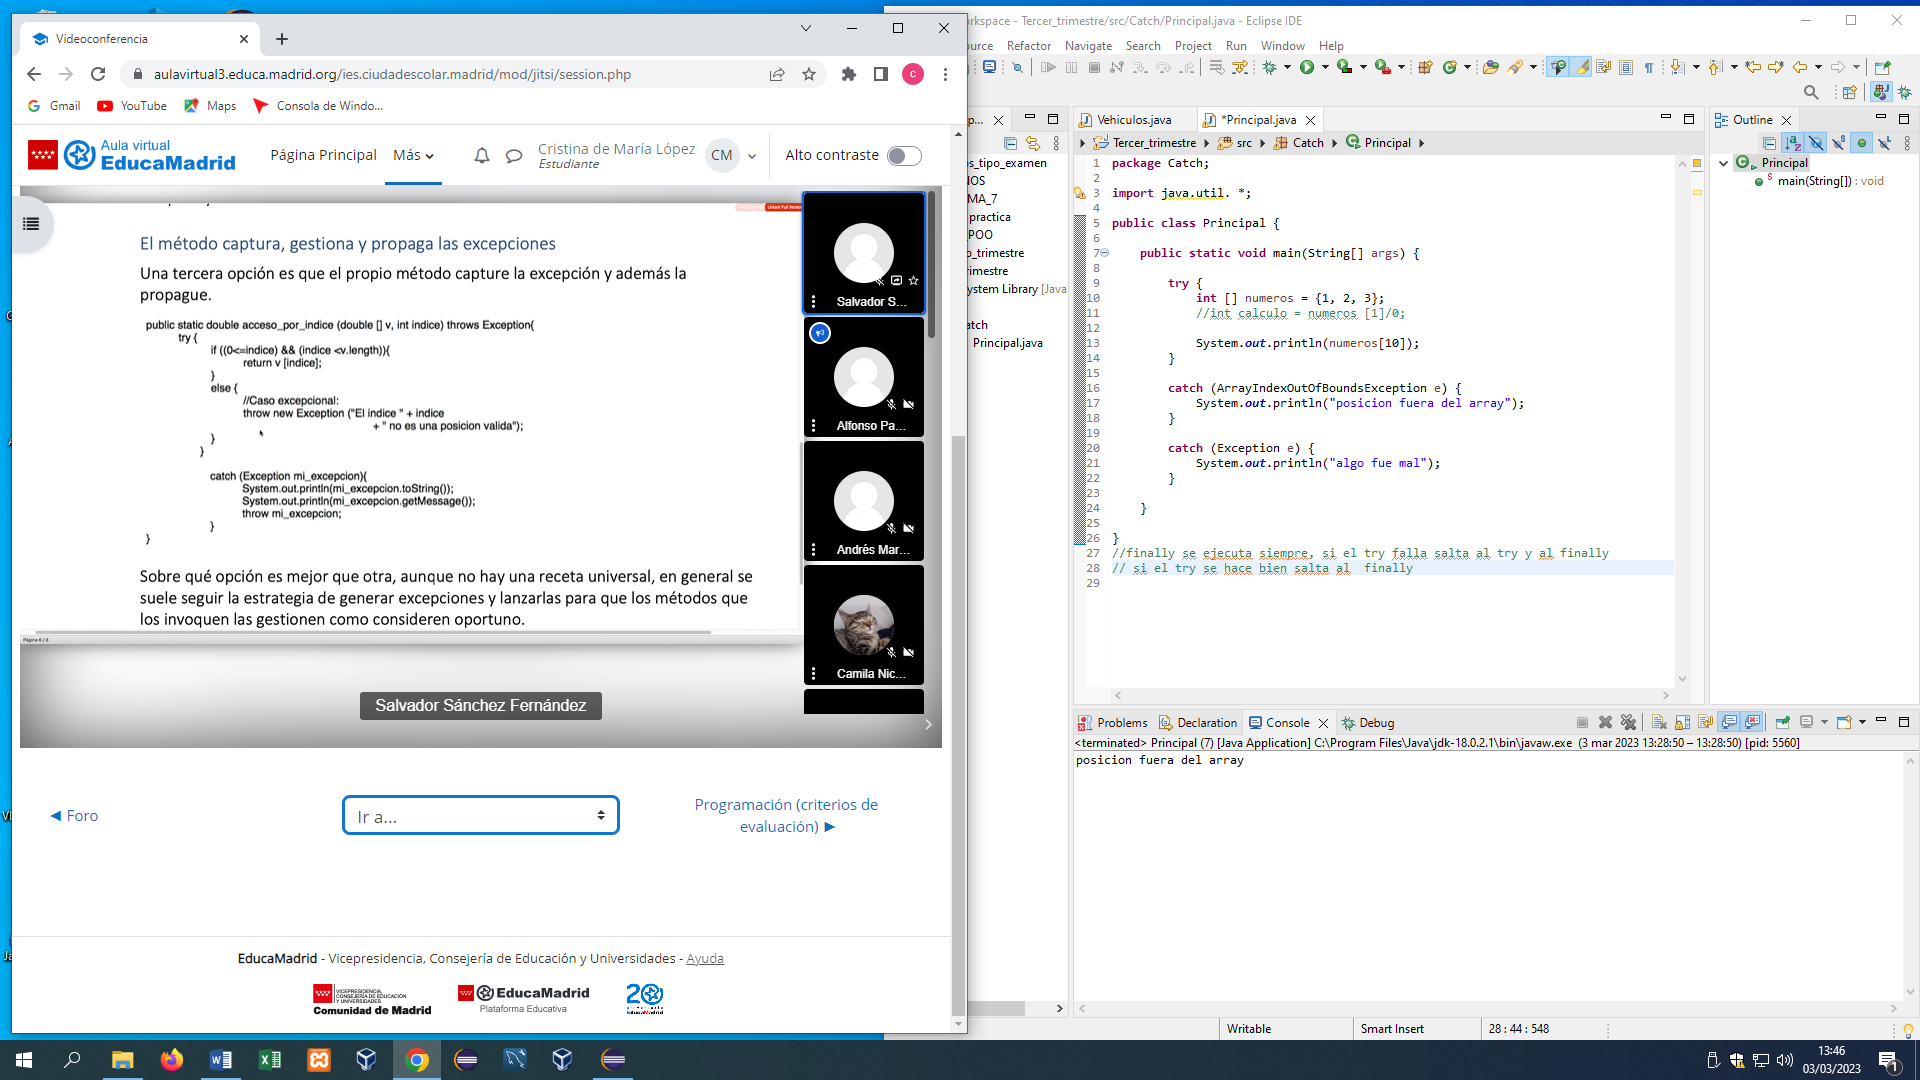 Videoconferencia
aulavirtual3.educa.madrid.org/ies.ciudadescolar.madrid/mod/jitsi/session.php
c
Gmail
YouTube
Maps
Consola de Windo...
Aula virtual
EducaMadrid
Página Principal
Más
Cristina de María López
Estudiante
CM
Alto contraste
El método captura, gestiona y propaga las excepciones
Una tercera opción es que el propio método capture la excepción y además la
propague.
public static double acceso_por_indice (double [] v, int indice) throws Exception{
try {
if ((0<=indice) && (indice <v.length)){
return v [indice];
}
else {
//Caso excepcional:
throw new Exception ("El indice " + indice
+ " no es una posicion valida");
}
}
catch (Exception mi_excepcion){
System.out.println(mi_excepcion.toString());
System.out.println(mi_excepcion.getMessage());
throw mi_excepcion;
}
}
Sobre qué opción es mejor que otra, aunque no hay una receta universal, en general se
suele seguir la estrategia de generar excepciones y lanzarlas para que los métodos que
los invoquen las gestionen como consideren oportuno.
Página 6 / 8
Salvador S...
Alfonso Pa...
Andrés Mar...
Camila Nic...
Salvador Sánchez Fernández
◄ Foro
Ir a...
Programación (criterios de
evaluación) ►
EducaMadrid - Vicepresidencia, Consejería de Educación y Universidades - Ayuda
VICEPRESIDENCIA,
CONSEJERÍA DE EDUCACIÓN
Y UNIVERSIDADES
Comunidad de Madrid
EducaMadrid
Plataforma Educativa
20
EducaMadrid
rkspace - Tercer_trimestre/src/Catch/Principal.java - Eclipse IDE
ource Refactor Navigate Search Project Run Window Help
p...
os_tipo_examen
NOS
MA_7
practica
_POO
o_trimestre
rimestre
ystem Library [Java
atch
Principal.java
Vehiculos.java
*Principal.java
Tercer_trimestre
src
Catch
Principal
1 package Catch;
2
3 import java.util. *;
4
5 public class Principal {
6
7 public static void main(String[] args) {
8
9 try {
10 int [] numeros = {1, 2, 3};
11 //int calculo = numeros [1]/0;
12
13 System.out.println(numeros[10]);
14 }
15
16 catch (ArrayIndexOutOfBoundsException e) {
17 System.out.println("posicion fuera del array");
18 }
19
20 catch (Exception e) {
21 System.out.println("algo fue mal");
22 }
23
24 }
25
26 }
27 //finally se ejecuta siempre, si el try falla salta al try y al finally
28 // si el try se hace bien salta al  finally
29
Outline
Principal
main(String[]) : void
Problems
Declaration
Console
Debug
<terminated> Principal (7) [Java Application] C:\Program Files\Java\jdk-18.0.2.1\bin\javaw.exe (3 mar 2023 13:28:50 – 13:28:50) [pid: 5560]
posicion fuera del array
Writable
Smart Insert
28 : 44 : 548
13:46
03/03/2023
1